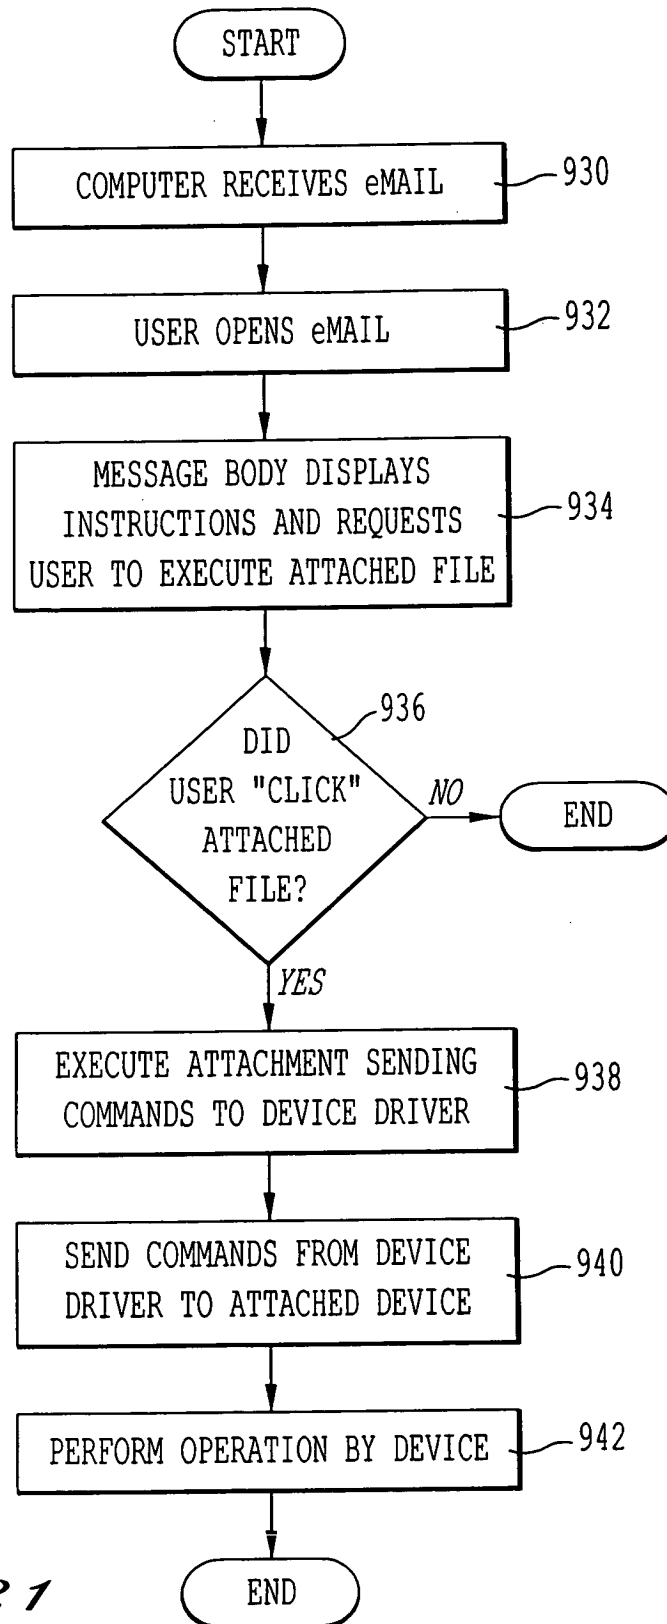 START
COMPUTER RECEIVES eMAIL
930
USER OPENS eMAIL
932
MESSAGE BODY DISPLAYS
INSTRUCTIONS AND REQUESTS
USER TO EXECUTE ATTACHED FILE
934
936
DID
USER "CLICK"
ATTACHED
FILE?
NO
END
YES
EXECUTE ATTACHMENT SENDING
COMMANDS TO DEVICE DRIVER
938
SEND COMMANDS FROM DEVICE
DRIVER TO ATTACHED DEVICE
940
PERFORM OPERATION BY DEVICE
942
END